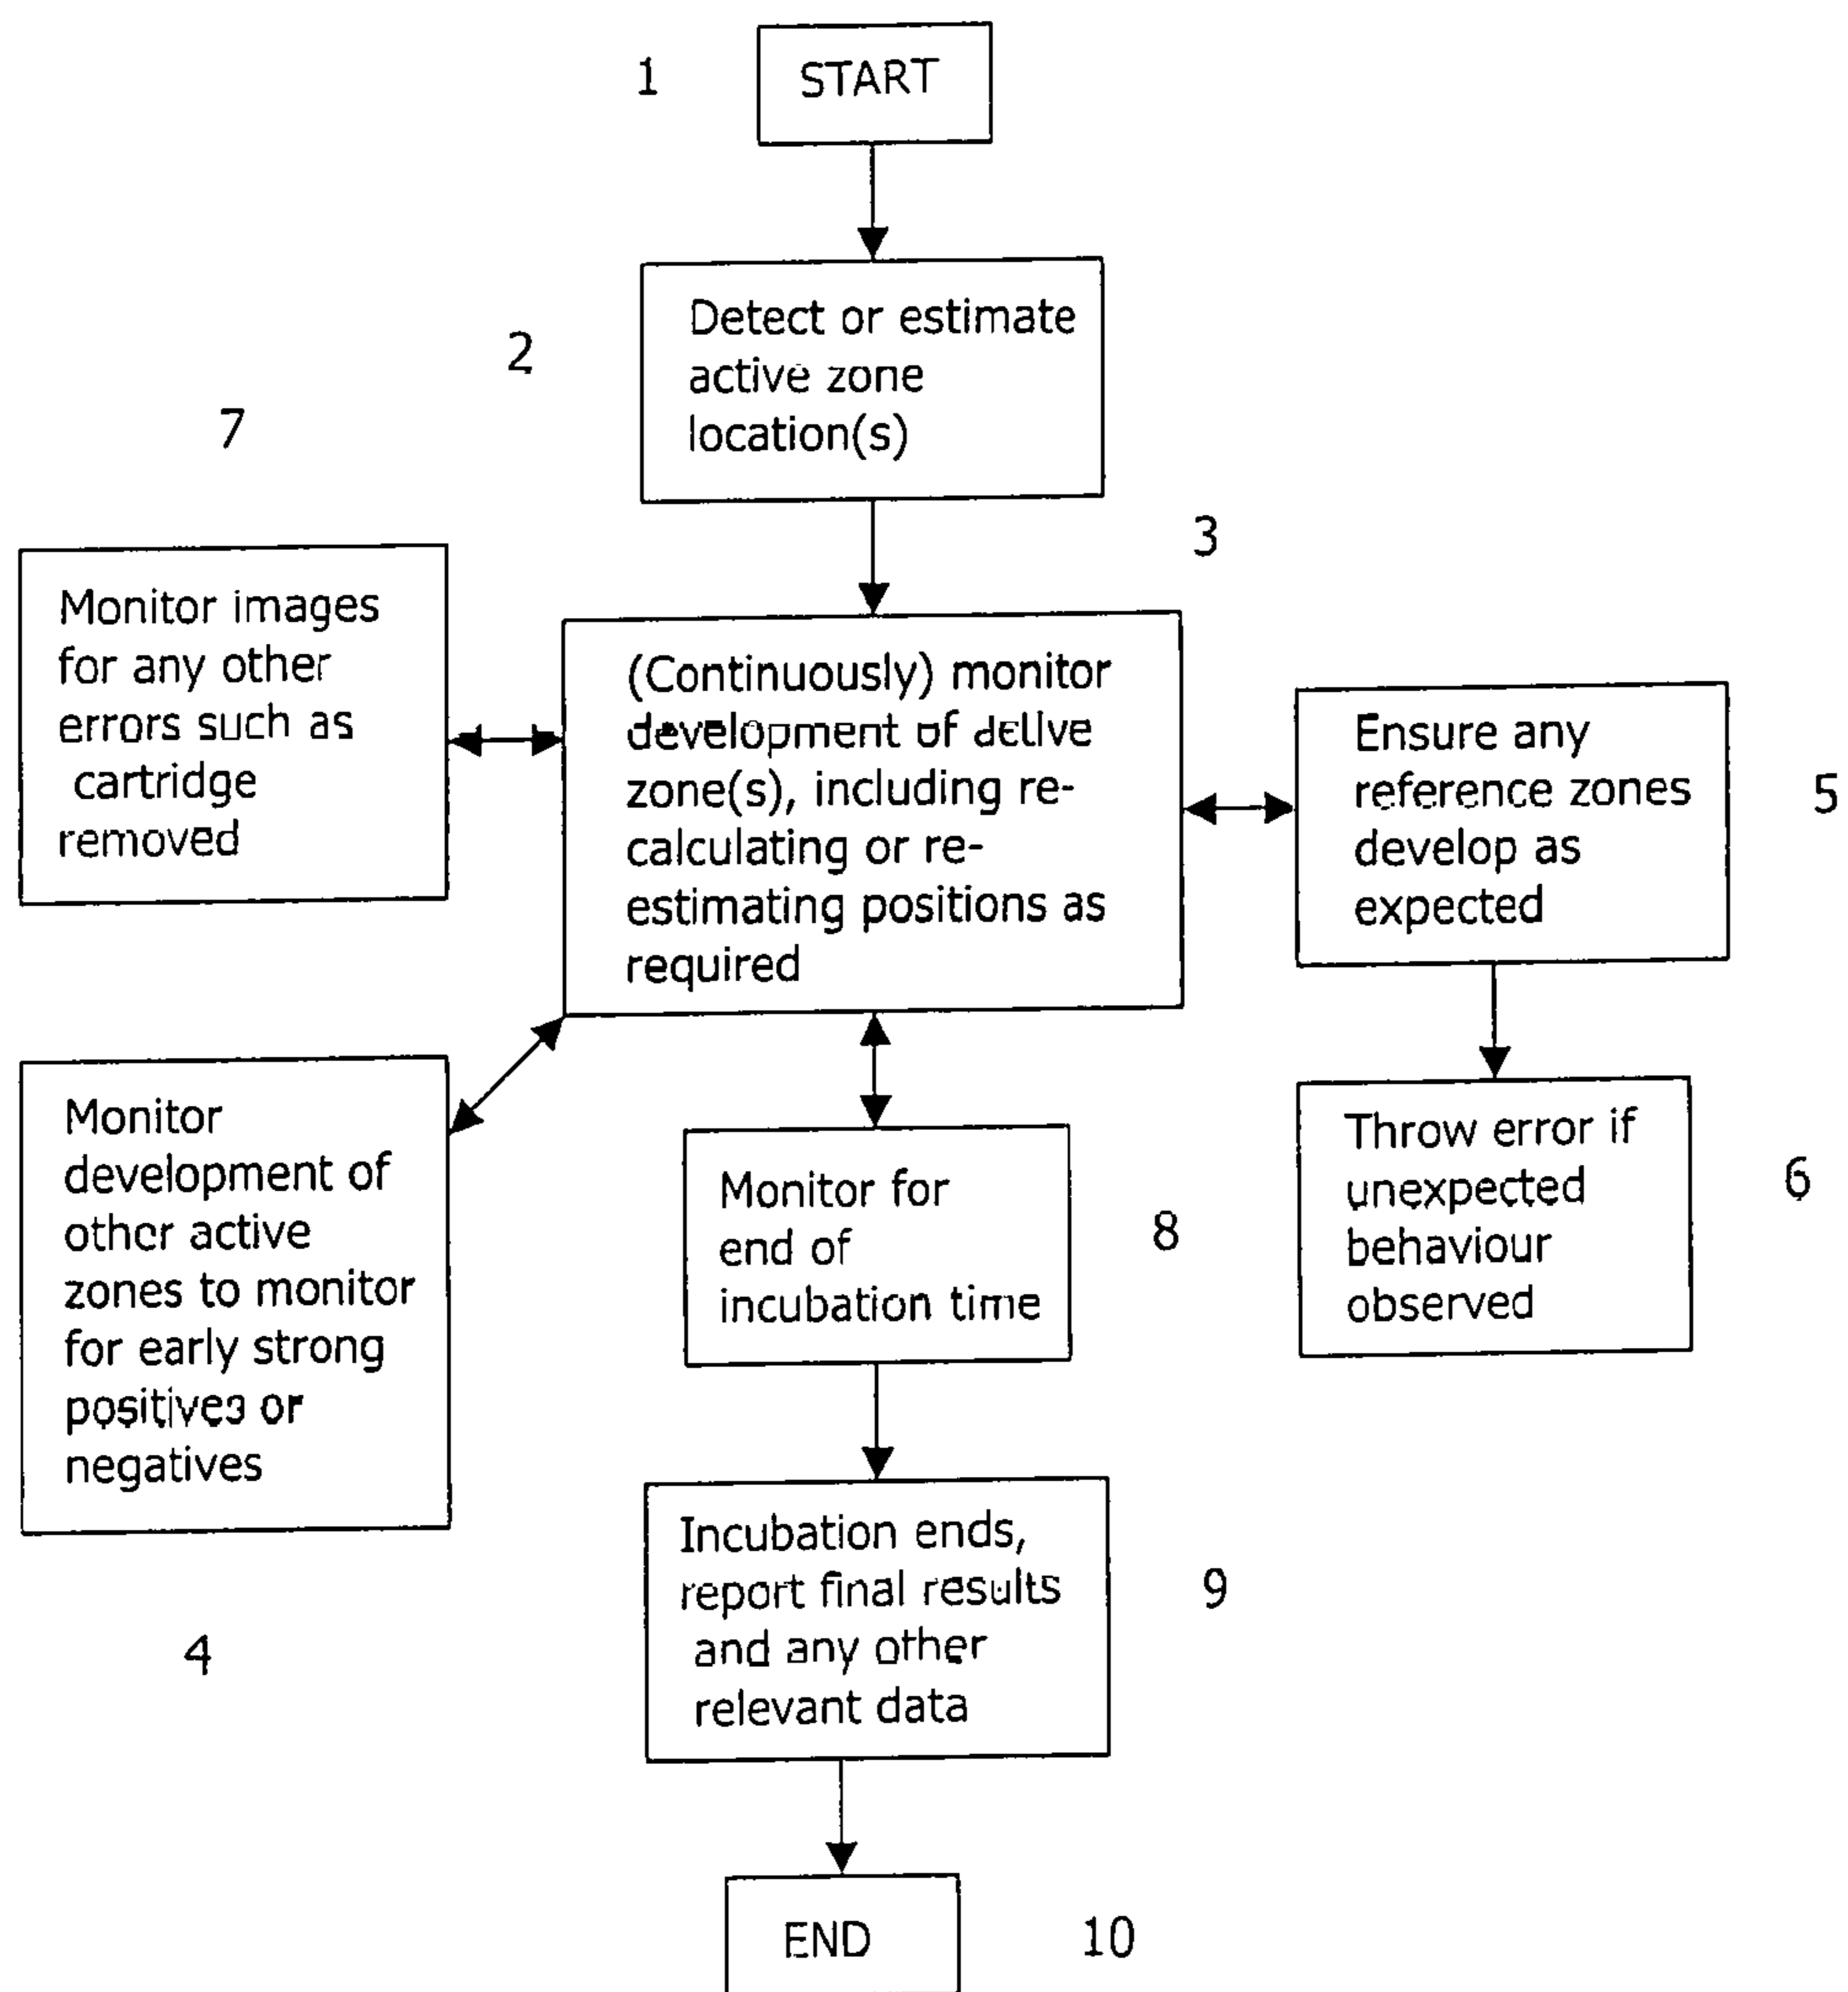 1
START
2
Detect or estimate
active zone
location(s)
7
3
Monitor images
for any other
errors such as
cartridge
removed
(Continuously) monitor
development of active
zone(s), including re-
calculating or re-
estimating positions as
required
Ensure any
reference zones
develop as
expected
5
Monitor
development of
other active
zones to monitor
for early strong
positives or
negatives
4
Monitor for
end of
incubation time
8
Throw error if
unexpected
behaviour
observed
6
Incubation ends,
report final results
and any other
relevant data
9
END
10